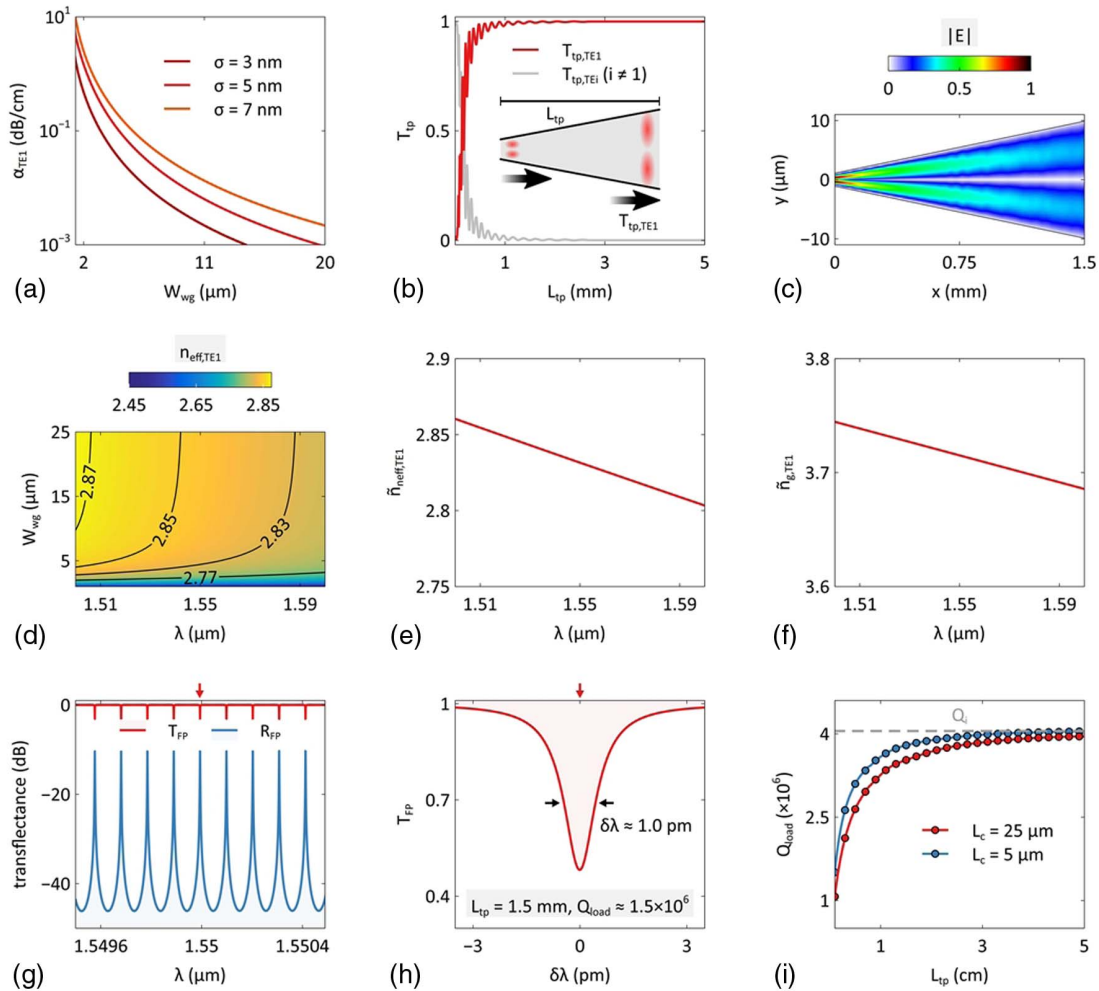 10¹
10⁻¹
10⁻³
α_TE1 (dB/cm)
σ = 3 nm
σ = 5 nm
σ = 7 nm
2 11 20
W_wg (μm)
(a)
1
0.5
0
T_tp
T_tp,TE1
T_tp,TEi (i ≠ 1)
L_tp
T_tp,TE1
1 3 5
L_tp (mm)
(b)
|E|
0 0.5 1
10
0
−10
y (μm)
0 0.75 1.5
x (mm)
(c)
n_eff,TE1
2.45 2.65 2.85
25
15
5
W_wg (μm)
2.87
2.85
2.83
2.77
1.51 1.55 1.59
λ (μm)
(d)
2.9
2.85
2.8
2.75
ñ_neff,TE1
1.51 1.55 1.59
λ (μm)
(e)
3.8
3.7
3.6
ñ_g,TE1
1.51 1.55 1.59
λ (μm)
(f)
0
−20
−40
transflectance (dB)
T_FP R_FP
1.5496 1.55 1.5504
λ (μm)
(g)
1
0.7
0.4
T_FP
δλ ≈ 1.0 pm
L_tp = 1.5 mm, Q_load ≈ 1.5×10⁶
−3 0 3
δλ (pm)
(h)
4
2.5
1
Q_load (×10⁶)
Q_i
L_c = 25 μm
L_c = 5 μm
1 3 5
L_tp (cm)
(i)